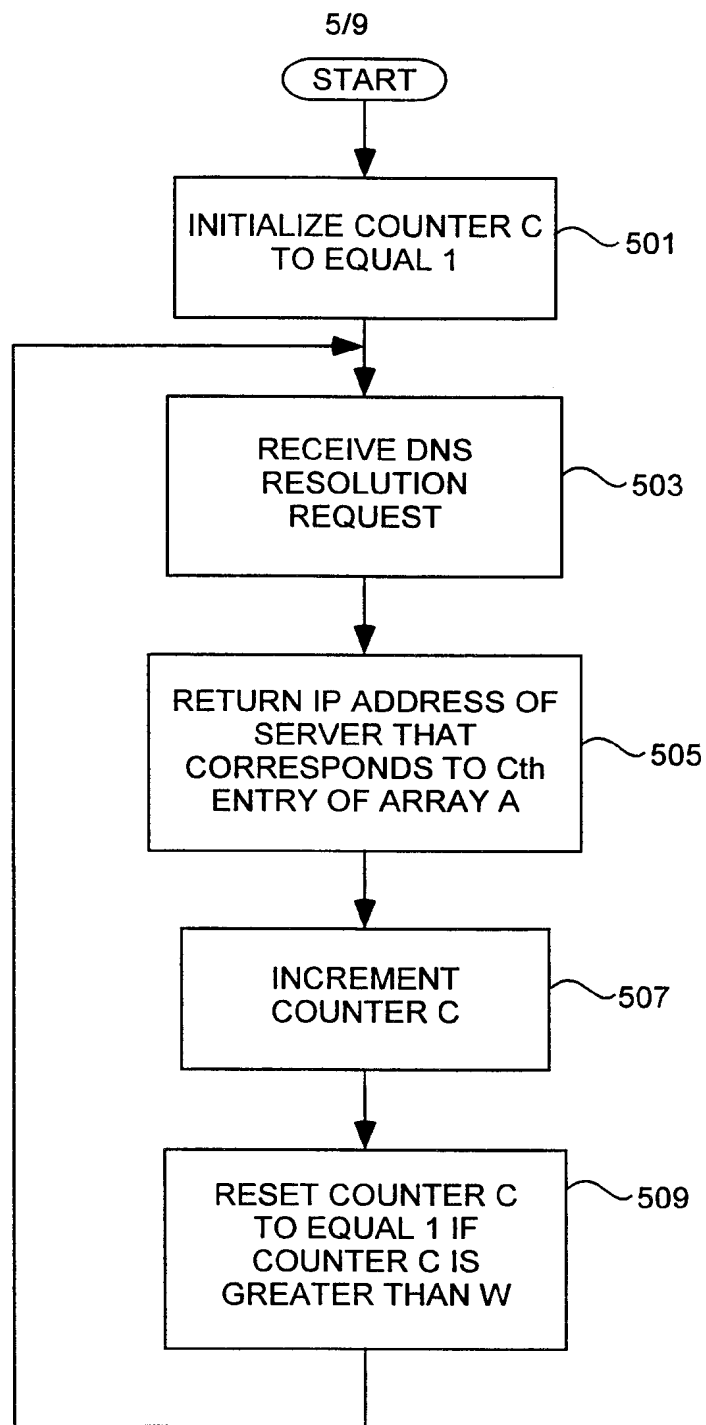 5/9
START
INITIALIZE COUNTER C
TO EQUAL 1
501
RECEIVE DNS
RESOLUTION
REQUEST
503
RETURN IP ADDRESS OF
SERVER THAT
CORRESPONDS TO Cth
ENTRY OF ARRAY A
505
INCREMENT
COUNTER C
507
RESET COUNTER C
TO EQUAL 1 IF
COUNTER C IS
GREATER THAN W
509